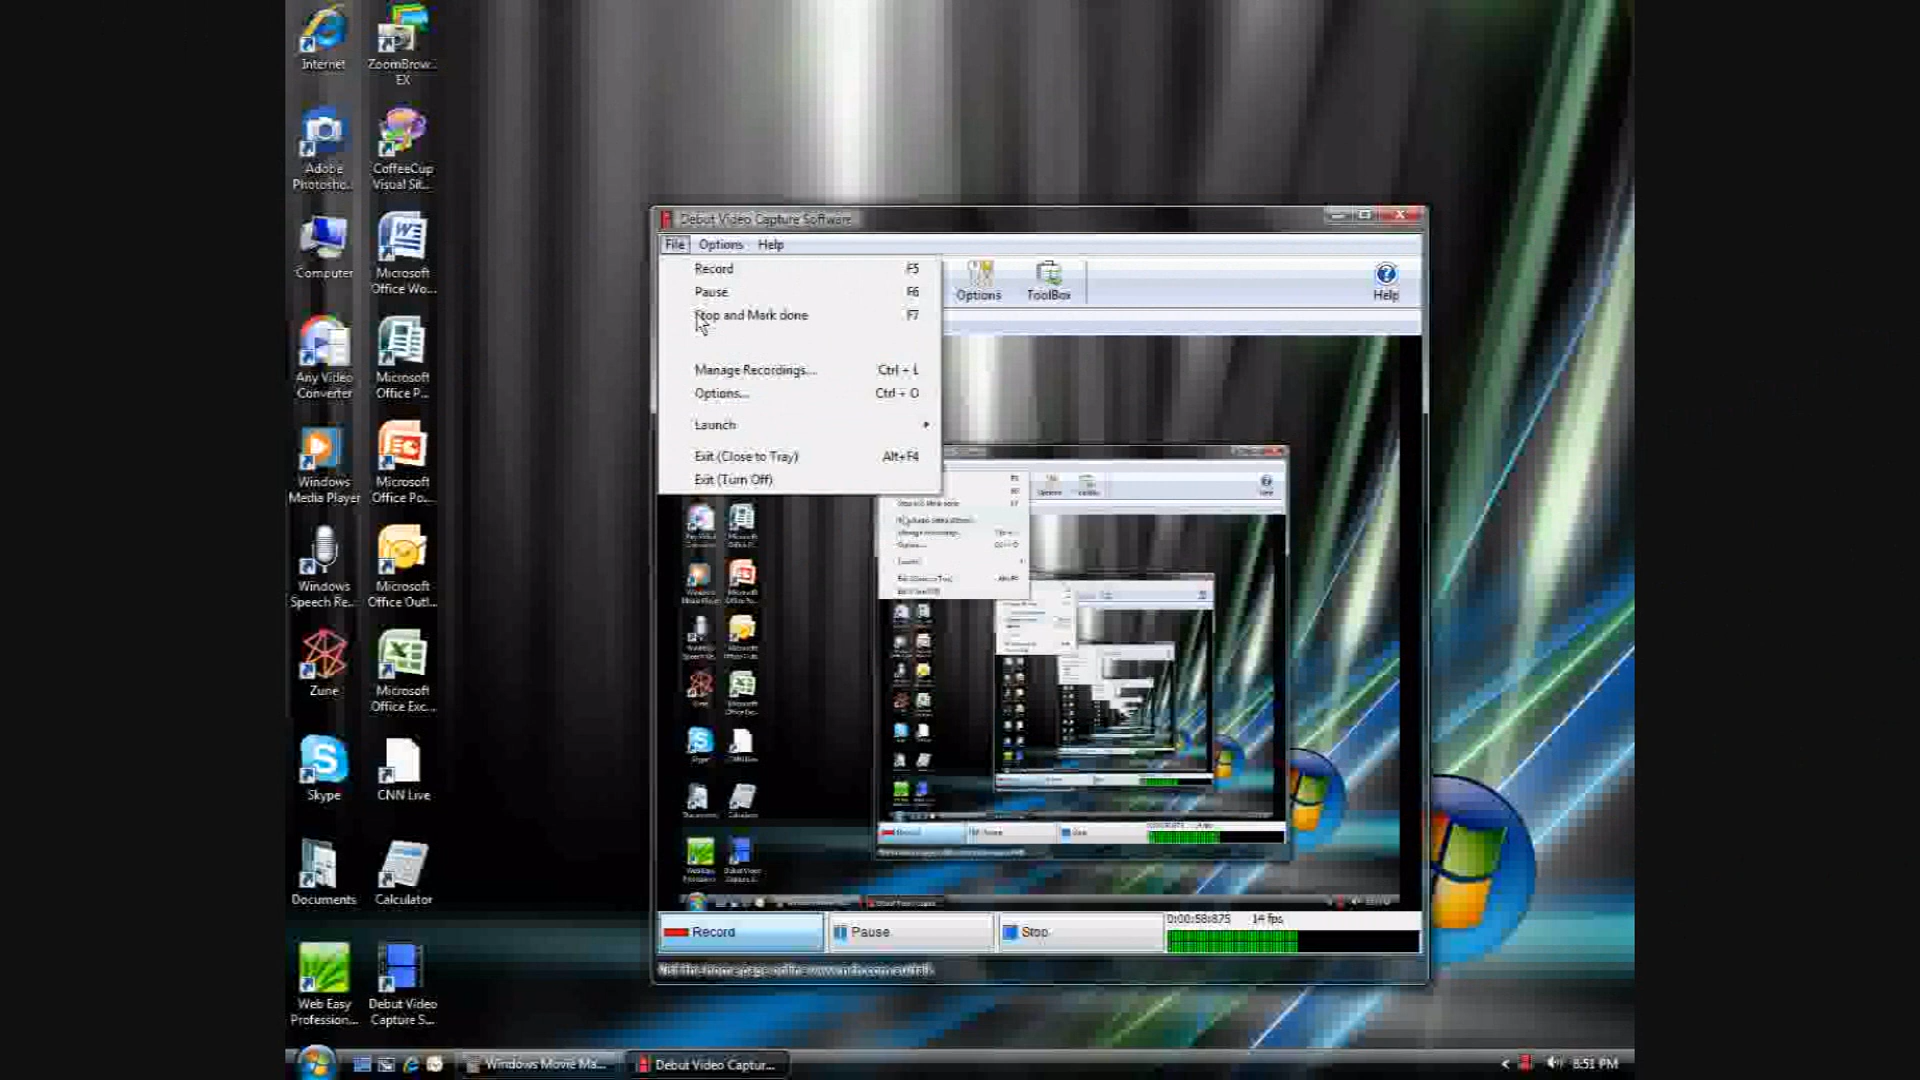 Internet
ZoomBrow...
EX
Adobe
Photosho...
CoffeeCup
Visual Sit...
Computer
Microsoft
Office Wo...
Any Video
Converter
Microsoft
Office P...
Windows
Media Player
Microsoft
Office Po...
Windows
Speech Re...
Microsoft
Office Outl...
Zune
Microsoft
Office Exc...
Skype
CNN Live
Documents
Calculator
Web Easy
Profession...
Debut Video
Capture S...
Debut Video Capture Software
File Options Help
Record F5
Pause F6
Stop and Mark done F7
Manage Recordings... Ctrl + L
Options... Ctrl + O
Launch
Exit (Close to Tray) Alt+F4
Exit (Turn Off)
Options
ToolBox
Help
Record
Pause
Stop
0:00:58:875 14 fps
Visit the home page online
Windows Movie Ma...
Debut Video Captur...
8:51 PM